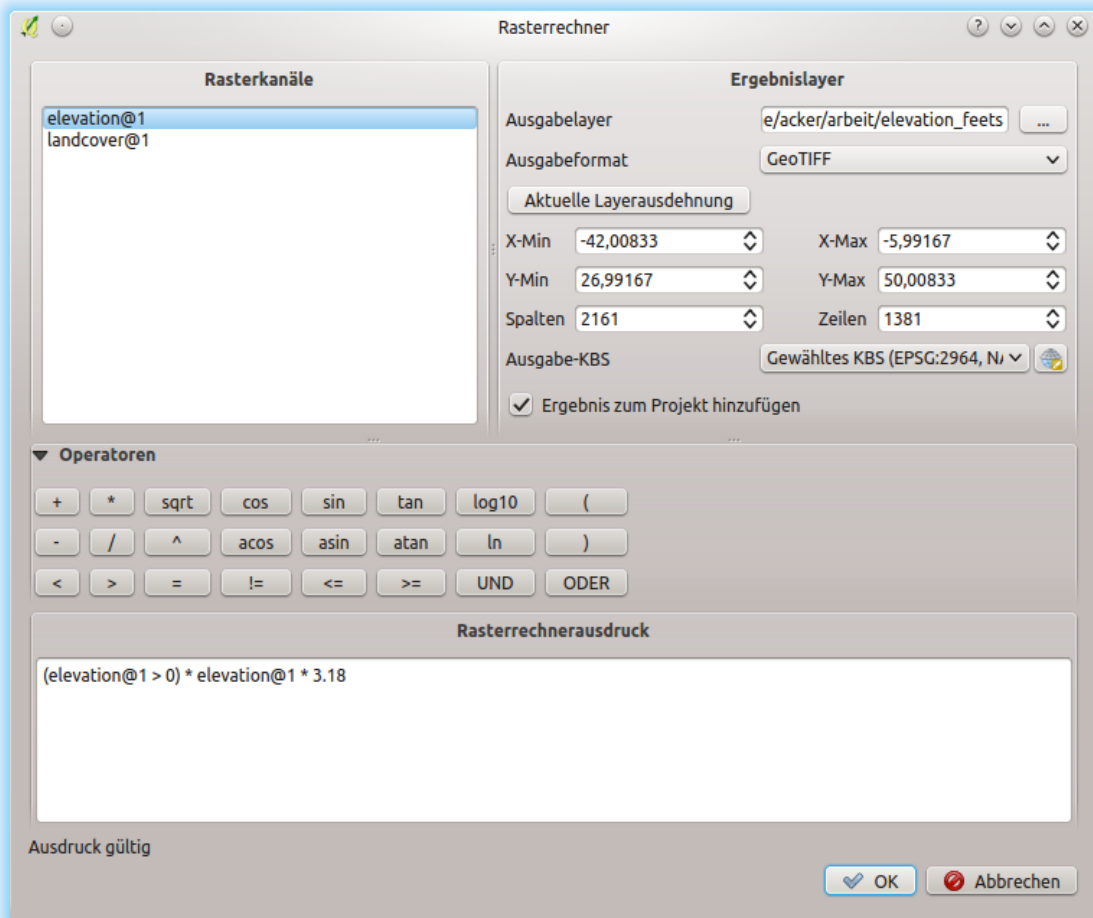 Rasterrechner
Rasterkanäle
elevation@1
landcover@1
Ergebnislayer
Ausgabelayer e/acker/arbeit/elevation_feets ...
Ausgabeformat GeoTIFF
Aktuelle Layerausdehnung
X-Min -42,00833 X-Max -5,99167
Y-Min 26,99167 Y-Max 50,00833
Spalten 2161 Zeilen 1381
Ausgabe-KBS Gewähltes KBS (EPSG:2964, NA
Ergebnis zum Projekt hinzufügen
Operatoren
+ * sqrt cos sin tan log10 (
- / ^ acos asin atan ln )
< > = != <= >= UND ODER
Rasterrechnerausdruck
(elevation@1 > 0) * elevation@1 * 3.18
Ausdruck gültig
OK Abbrechen